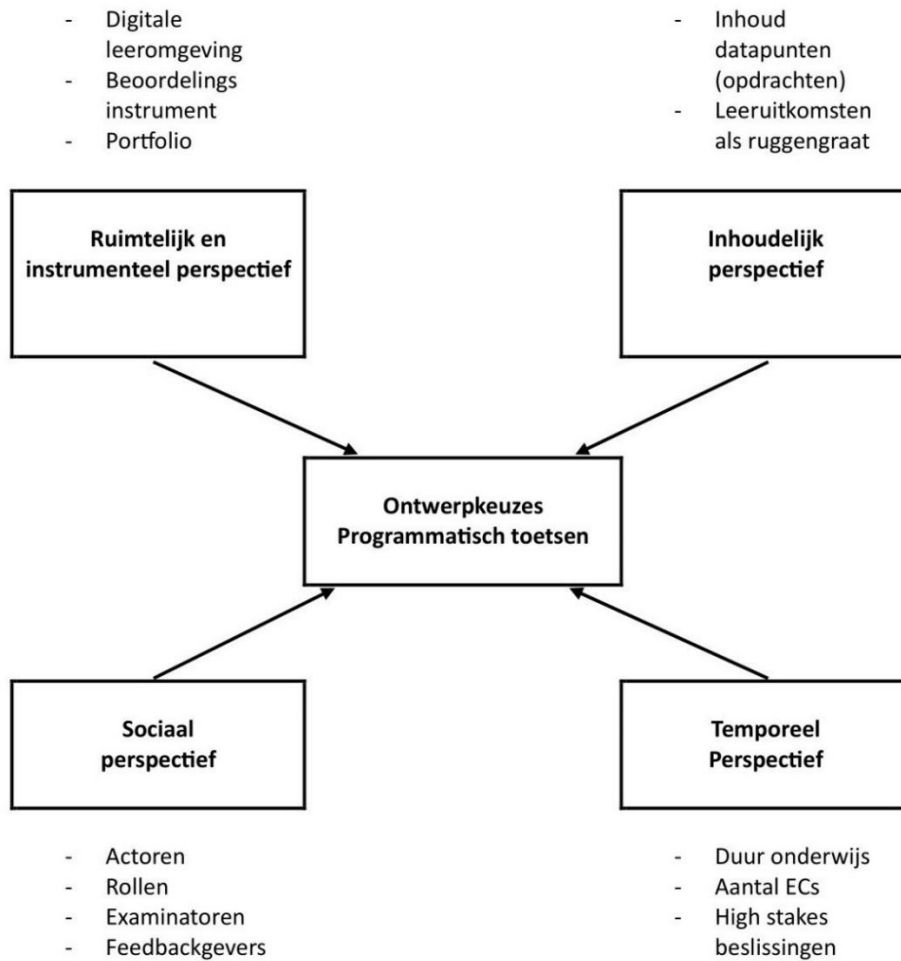 - Digitale
leeromgeving
- Beoordelings
instrument
- Portfolio
- Inhoud
datapunten
(opdrachten)
- Leeruitkomsten
als ruggengraat
Ruimtelijk en
instrumenteel perspectief
Inhoudelijk
perspectief
Ontwerpkeuzes
Programmatisch toetsen
Sociaal
perspectief
Temporeel
Perspectief
- Actoren
- Rollen
- Examinatoren
- Feedbackgevers
- Duur onderwijs
- Aantal ECs
- High stakes
beslissingen